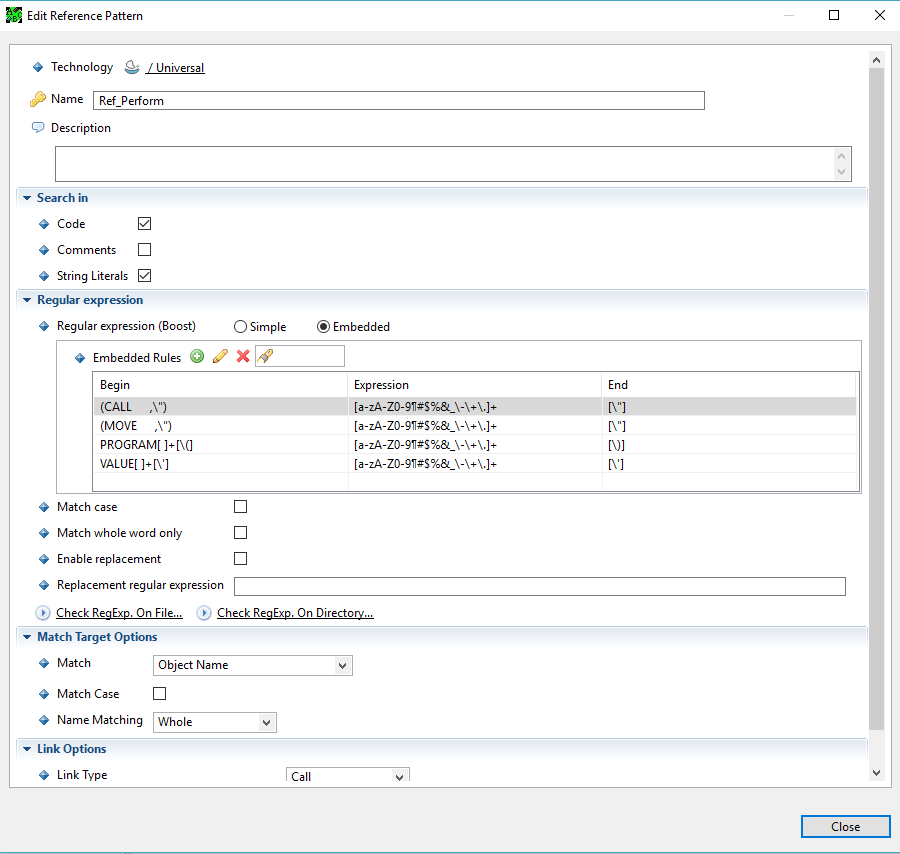 Edit Reference Pattern
Technology / Universal
Name Ref_Perform
Description
Search in
Code
Comments
String Literals
Regular expression
Regular expression (Boost) Simple Embedded
Embedded Rules
Begin Expression End
(CALL ,\") [a-zA-Z0-9¶#$%&_\-\+\.]+ [\"]
(MOVE ,\") [a-zA-Z0-9¶#$%&_\-\+\.]+ [\"]
PROGRAM[ ]+[\(] [a-zA-Z0-9¶#$%&_\-\+\.]+ [\)]
VALUE[ ]+[\'] [a-zA-Z0-9¶#$%&_\-\+\.]+ [\']
Match case
Match whole word only
Enable replacement
Replacement regular expression
Check RegExp. On File... Check RegExp. On Directory...
Match Target Options
Match Object Name
Match Case
Name Matching Whole
Link Options
Link Type Call
Close